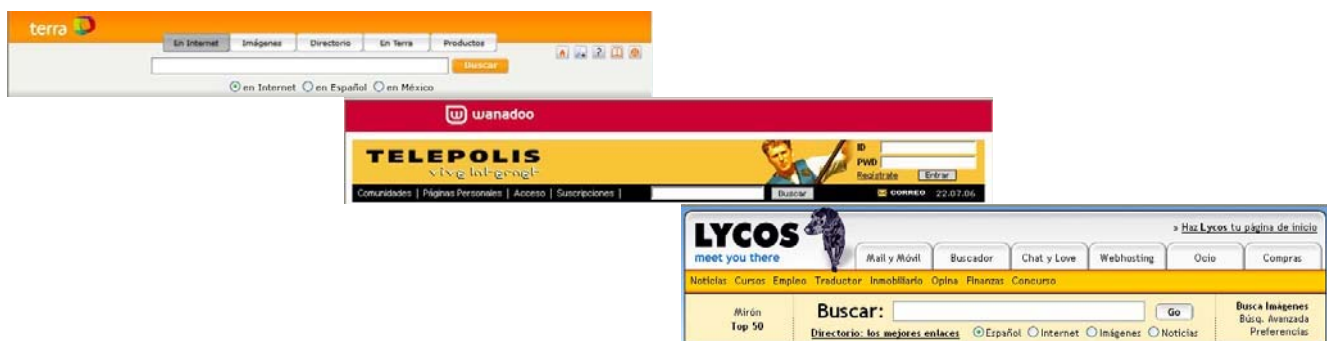 terra
En Internet Imágenes Directorio En Terra Productos
Buscar
en Internet en Español en México
wanadoo
TELEPOLIS
vive internet
ID
PWD
Regístrate Entrar
Comunidades | Páginas Personales | Acceso | Suscripciones | Buscar CORREO 22.07.06
LYCOS
meet you there
» Haz Lycos tu página de inicio
Mail y Móvil Buscador Chat y Love Webhosting Ocio Compras
Noticias Cursos Empleo Traductor Inmobiliario Opina Finanzas Concurso
Mirón
Top 50
Buscar: Go
Directorio: los mejores enlaces Español Internet Imágenes Noticias
Busca Imágenes
Búsq. Avanzada
Preferencias